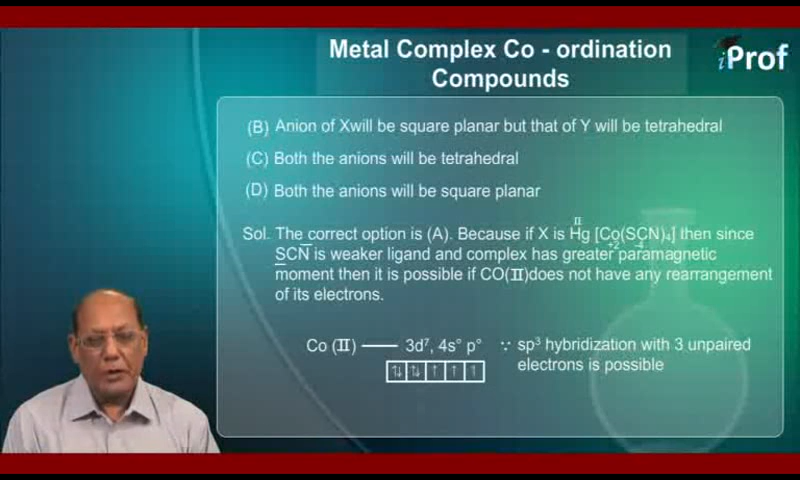 Metal Complex Co - ordination
Compounds
iProf
(B) Anion of Xwill be square planar but that of Y will be tetrahedral
(C) Both the anions will be tetrahedral
(D) Both the anions will be square planar
II
Sol. The correct option is (A). Because if X is Hg [Co(SCN)₄] then since
+2 -4
SCN is weaker ligand and complex has greater paramagnetic
moment then it is possible if CO(II)does not have any rearrangement
of its electrons.
Co (II) — 3d⁷, 4s° p° ∵ sp³ hybridization with 3 unpaired
⇅ ⇅ ↑ ↑ ↑ electrons is possible